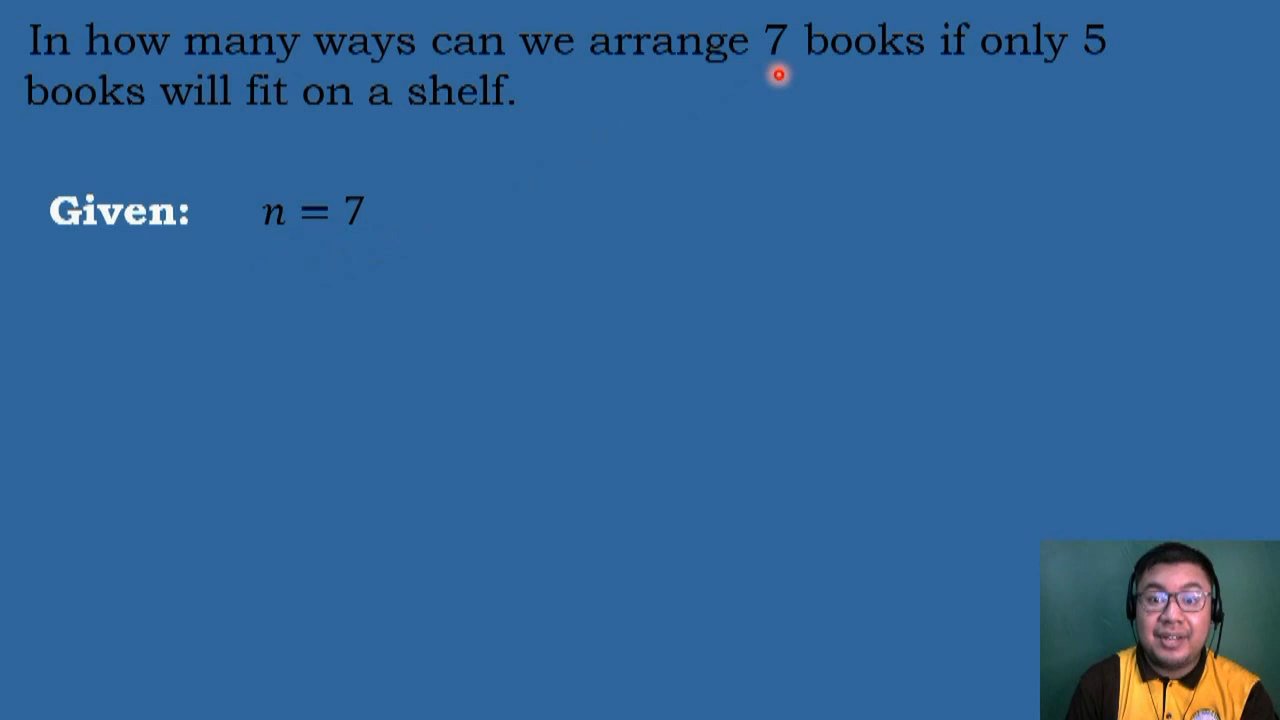 In how many ways can we arrange 7 books if only 5
books will fit on a shelf.
Given: n = 7